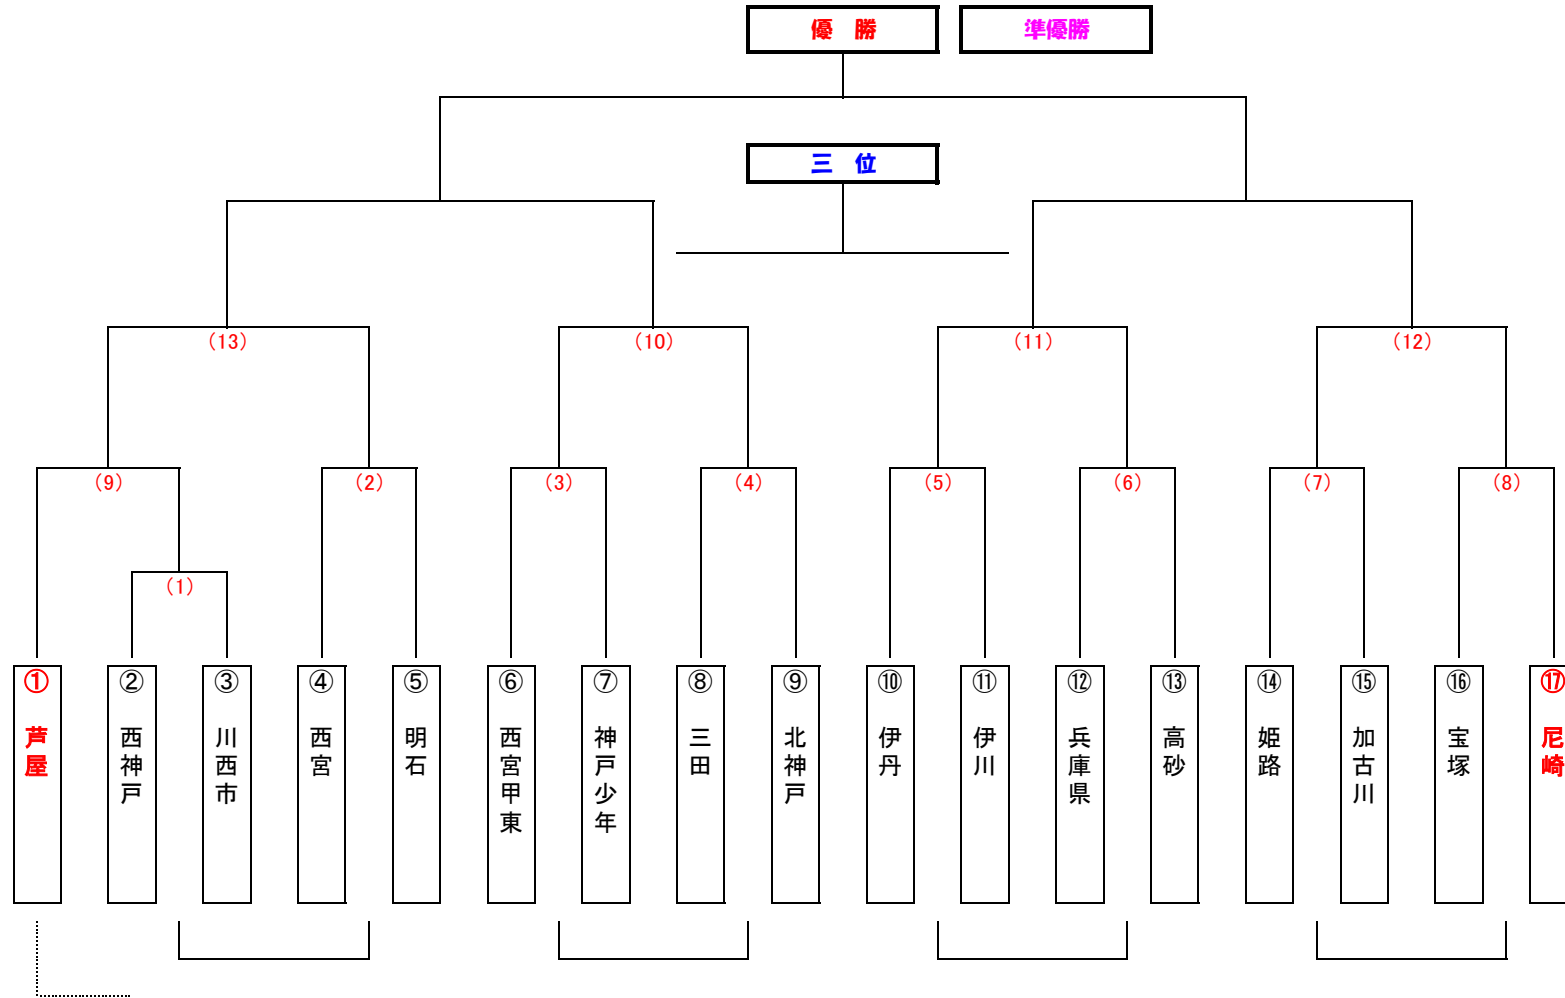 優　勝
準優勝
三　位
（13）
（10）
（11）
（12）
（9）
（2）
（3）
（4）
（5）
（6）
（7）
（8）
（1）
① 芦屋
② 西神戸
③ 川西市
④ 西宮
⑤ 明石
⑥ 西宮甲東
⑦ 神戸少年
⑧ 三田
⑨ 北神戸
⑩ 伊丹
⑪ 伊川
⑫ 兵庫県
⑬ 高砂
⑭ 姫路
⑮ 加古川
⑯ 宝塚
⑰ 尼崎